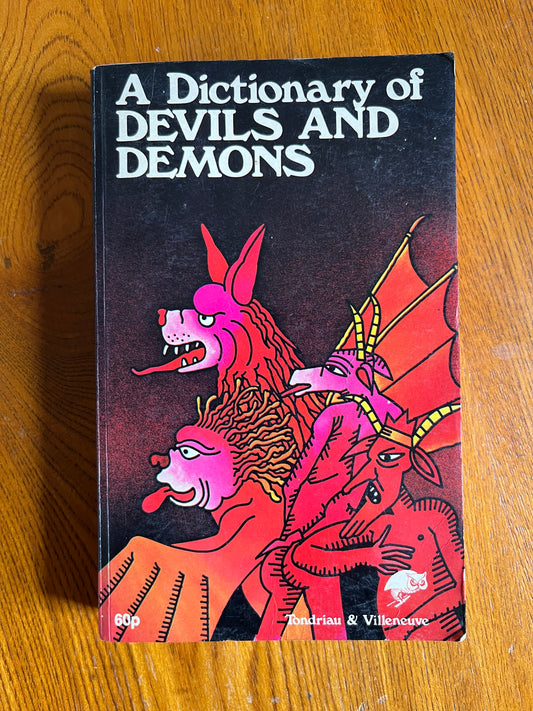 A Dictionary of
DEVILS AND
DEMONS
60p
Tondriau & Villeneuve